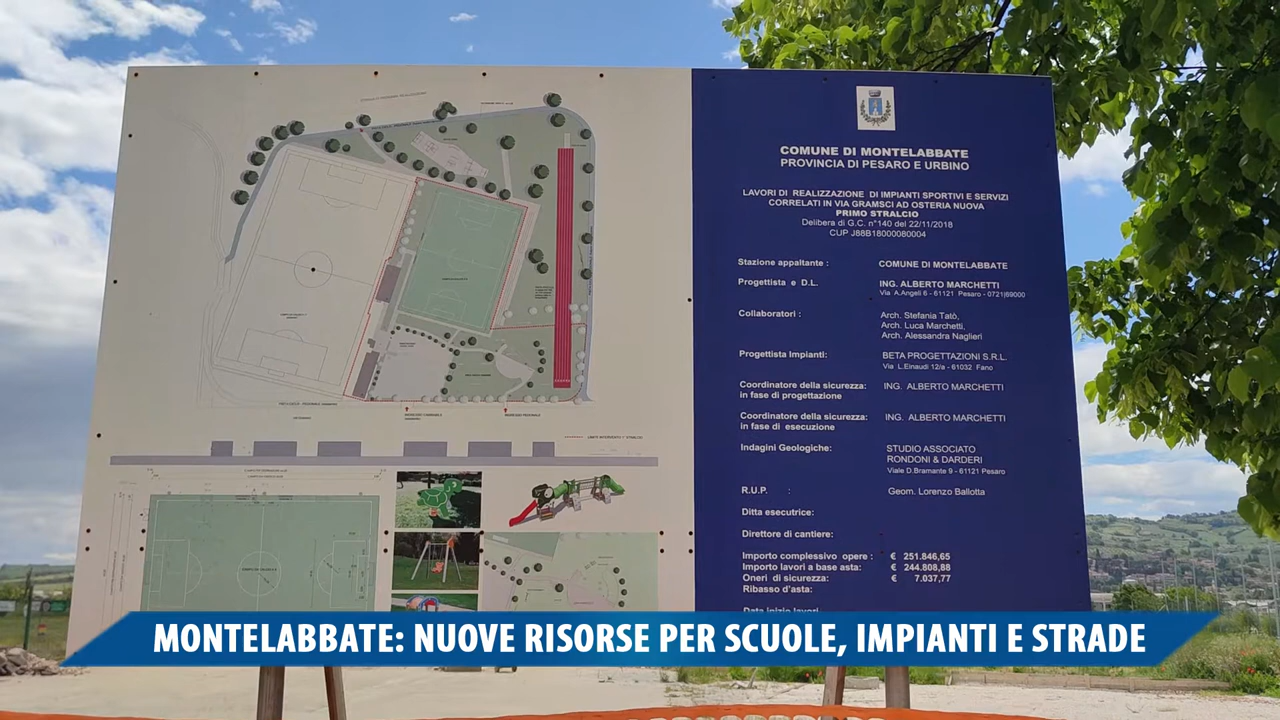 COMUNE DI MONTELABBATE
PROVINCIA DI PESARO E URBINO
LAVORI DI REALIZZAZIONE DI IMPIANTI SPORTIVI E SERVIZI
CORRELATI IN VIA GRAMSCI AD OSTERIA NUOVA
PRIMO STRALCIO
Delibera di G.C. n°140 del 22/11/2018
CUP J88B18000080004
Stazione appaltante : COMUNE DI MONTELABBATE
Progettista e D.L. ING. ALBERTO MARCHETTI
Via A.Angeli 6 - 61121 Pesaro - 0721|69000
Collaboratori : Arch. Stefania Tatò,
Arch. Luca Marchetti,
Arch. Alessandra Naglieri
Progettista Impianti: BETA PROGETTAZIONI S.R.L.
Via L.Einaudi 12/a - 61032 Fano
Coordinatore della sicurezza: ING. ALBERTO MARCHETTI
in fase di progettazione
Coordinatore della sicurezza: ING. ALBERTO MARCHETTI
in fase di esecuzione
Indagini Geologiche: STUDIO ASSOCIATO
RONDONI & DARDERI
Viale D.Bramante 9 - 61121 Pesaro
R.U.P. : Geom. Lorenzo Ballotta
Ditta esecutrice:
Direttore di cantiere:
Importo complessivo opere : € 251.846,65
Importo lavori a base asta: € 244.808,88
Oneri di sicurezza: € 7.037,77
Ribasso d'asta:
Data inizio lavori
MONTELABBATE: NUOVE RISORSE PER SCUOLE, IMPIANTI E STRADE